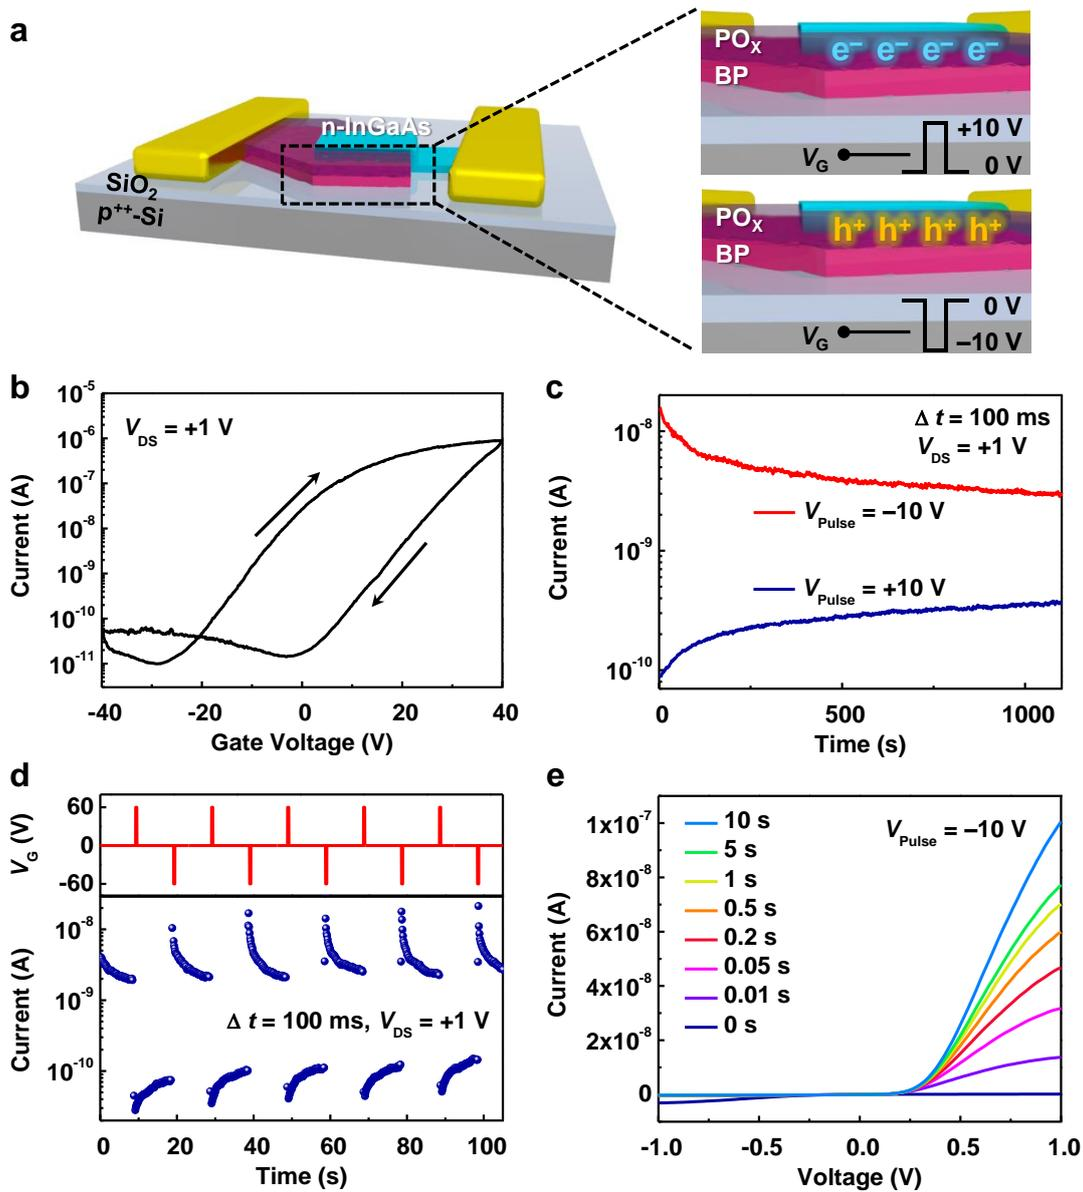 a
n-InGaAs
SiO2
p++-Si
POX
BP
e– e– e– e–
+10 V
VG
0 V
POX
BP
h+ h+ h+ h+
0 V
VG
–10 V
b
VDS = +1 V
Current (A)
10-5
10-6
10-7
10-8
10-9
10-10
10-11
-40 -20 0 20 40
Gate Voltage (V)
c
Δ t = 100 ms
VDS = +1 V
VPulse = –10 V
VPulse = +10 V
Current (A)
10-8
10-9
10-10
0 500 1000
Time (s)
d
VG (V)
60
0
-60
Current (A)
10-8
10-9
10-10
Δ t = 100 ms, VDS = +1 V
0 20 40 60 80 100
Time (s)
e
VPulse = –10 V
10 s
5 s
1 s
0.5 s
0.2 s
0.05 s
0.01 s
0 s
Current (A)
1x10-7
8x10-8
6x10-8
4x10-8
2x10-8
0
-1.0 -0.5 0.0 0.5 1.0
Voltage (V)